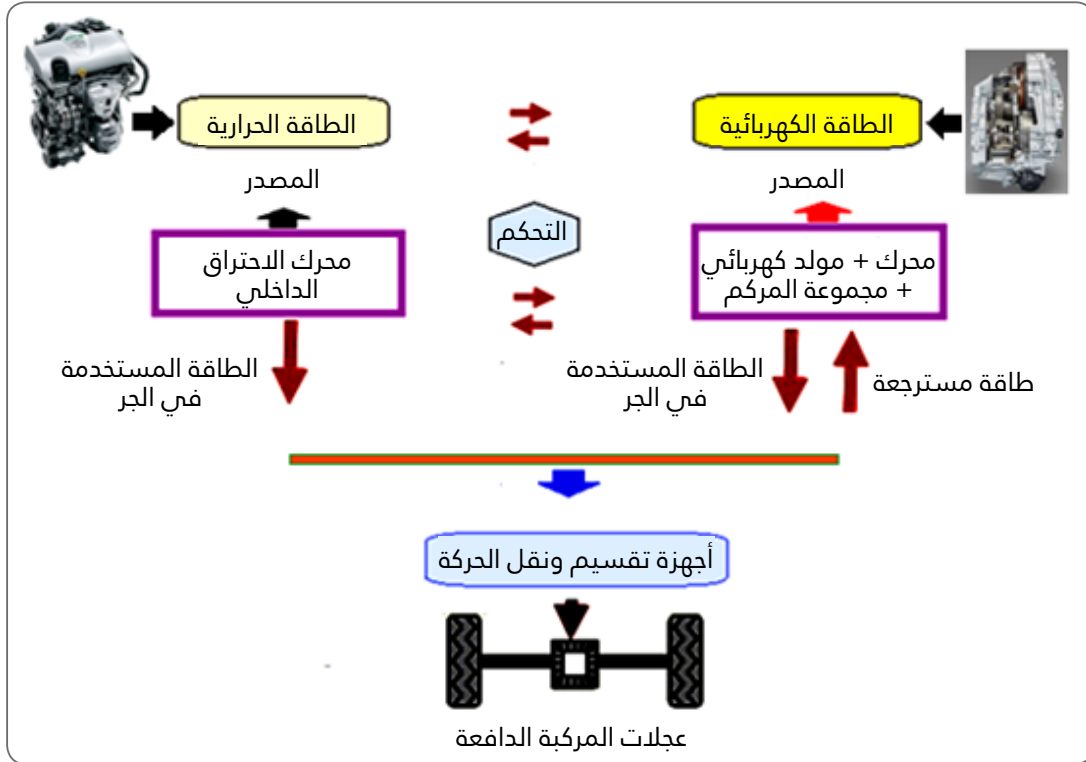 الطاقة الكهربائية
الطاقة الحرارية
المصدر
المصدر
التحكم
محرك + مولد كهربائي
+ مجموعة المركم
محرك الاحتراق
الداخلي
طاقة مسترجعة
الطاقة المستخدمة
في الجر
الطاقة المستخدمة
في الجر
أجهزة تقسيم ونقل الحركة
عجلات المركبة الدافعة